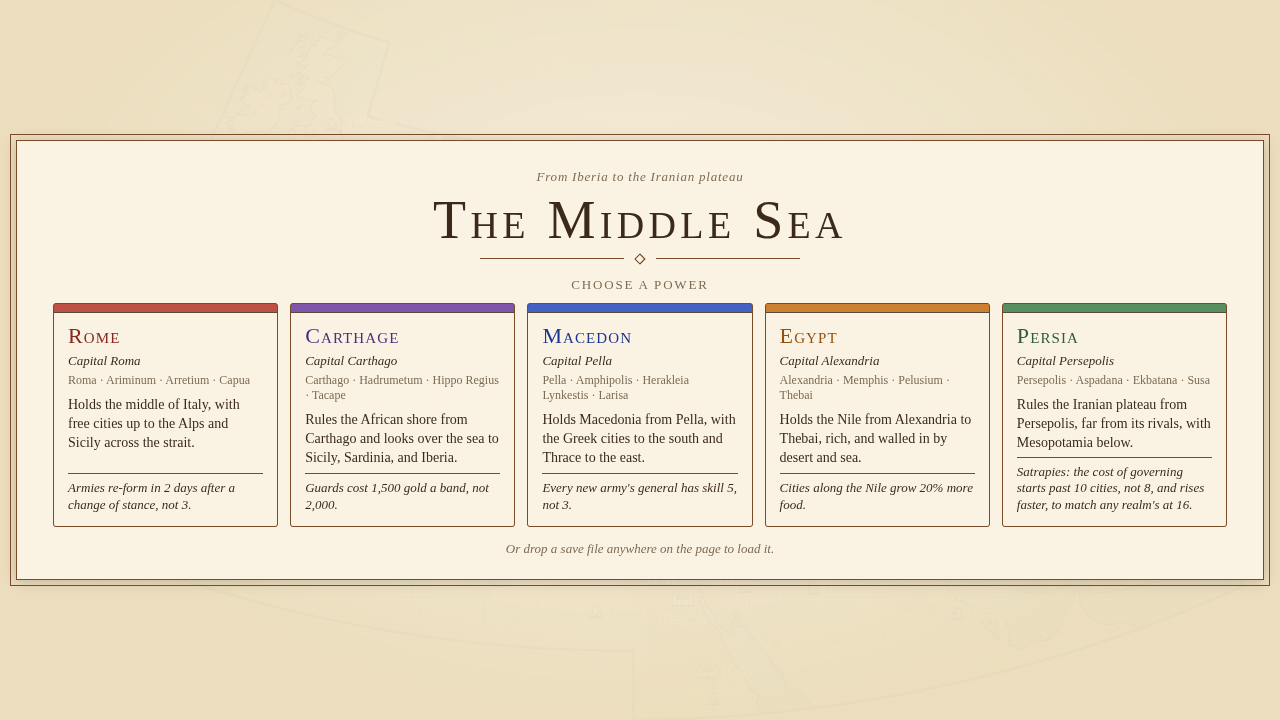 From Iberia to the Iranian plateau
The Middle Sea
CHOOSE A POWER
Rome
Capital Roma
Roma · Ariminum · Arretium · Capua
Holds the middle of Italy, with
free cities up to the Alps and
Sicily across the strait.
Armies re-form in 2 days after a
change of stance, not 3.
Carthage
Capital Carthago
Carthago · Hadrumetum · Hippo Regius
· Tacape
Rules the African shore from
Carthago and looks over the sea to
Sicily, Sardinia, and Iberia.
Guards cost 1,500 gold a band, not
2,000.
Macedon
Capital Pella
Pella · Amphipolis · Herakleia
Lynkestis · Larisa
Holds Macedonia from Pella, with
the Greek cities to the south and
Thrace to the east.
Every new army's general has skill 5,
not 3.
Egypt
Capital Alexandria
Alexandria · Memphis · Pelusium ·
Thebai
Holds the Nile from Alexandria to
Thebai, rich, and walled in by
desert and sea.
Cities along the Nile grow 20% more
food.
Persia
Capital Persepolis
Persepolis · Aspadana · Ekbatana · Susa
Rules the Iranian plateau from
Persepolis, far from its rivals, with
Mesopotamia below.
Satrapies: the cost of governing
starts past 10 cities, not 8, and rises
faster, to match any realm's at 16.
Or drop a save file anywhere on the page to load it.